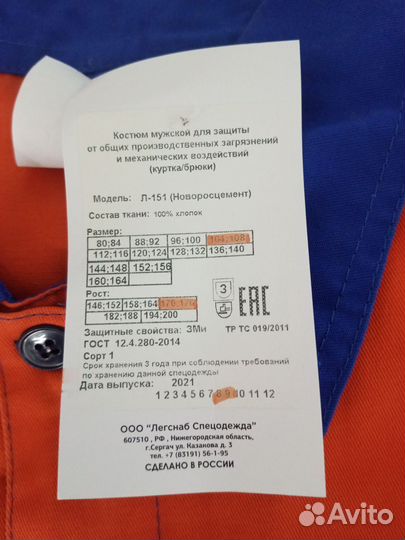 Костюм мужской для защиты
от общих производственных загрязнений
и механических воздействий
(куртка/брюки)
Модель: Л-151 (Новоросцемент)
Состав ткани: 100% хлопок
Размер:
80;84 88;92 96;100 104;108
112;116 120;124 128;132 136;140
144;148 152;156
160;164
Рост:
146;152 158;164 170;176
182;188 194;200
3 EAC
Защитные свойства: ЗМи ТР ТС 019/2011
ГОСТ 12.4.280-2014
Сорт 1
Срок хранения 3 года при соблюдении требований
по хранению данной спецодежды
Дата выпуска: 2021
1 2 3 4 5 6 7 8 9 10 11 12
ООО "Легснаб Спецодежда"
607510, РФ, Нижегородская область,
г.Сергач ул. Казакова д. 3
т. 8 (83191) 56-1-95
СДЕЛАНО В РОССИИ
Avito